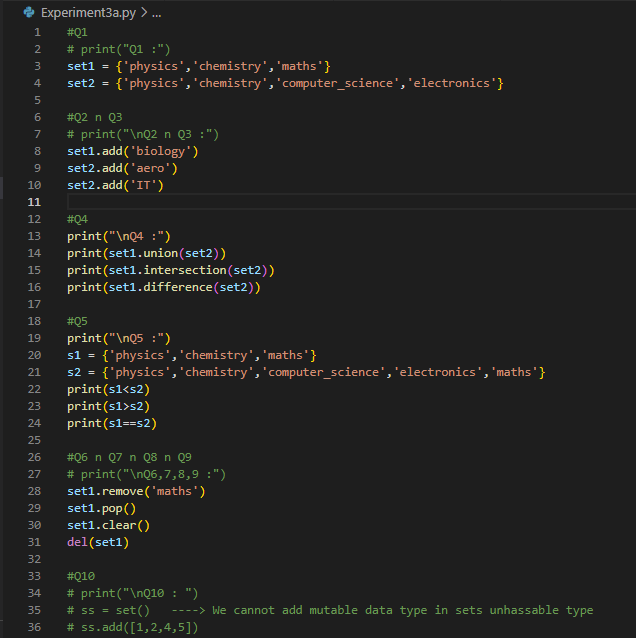 Experiment3a.py > ...
1 #Q1
2 # print("Q1 :")
3 set1 = {'physics','chemistry','maths'}
4 set2 = {'physics','chemistry','computer_science','electronics'}
5
6 #Q2 n Q3
7 # print("\nQ2 n Q3 :")
8 set1.add('biology')
9 set2.add('aero')
10 set2.add('IT')
11
12 #Q4
13 print("\nQ4 :")
14 print(set1.union(set2))
15 print(set1.intersection(set2))
16 print(set1.difference(set2))
17
18 #Q5
19 print("\nQ5 :")
20 s1 = {'physics','chemistry','maths'}
21 s2 = {'physics','chemistry','computer_science','electronics','maths'}
22 print(s1<s2)
23 print(s1>s2)
24 print(s1==s2)
25
26 #Q6 n Q7 n Q8 n Q9
27 # print("\nQ6,7,8,9 :")
28 set1.remove('maths')
29 set1.pop()
30 set1.clear()
31 del(set1)
32
33 #Q10
34 # print("\nQ10 : ")
35 # ss = set()   ----> We cannot add mutable data type in sets unhassable type
36 # ss.add([1,2,4,5])